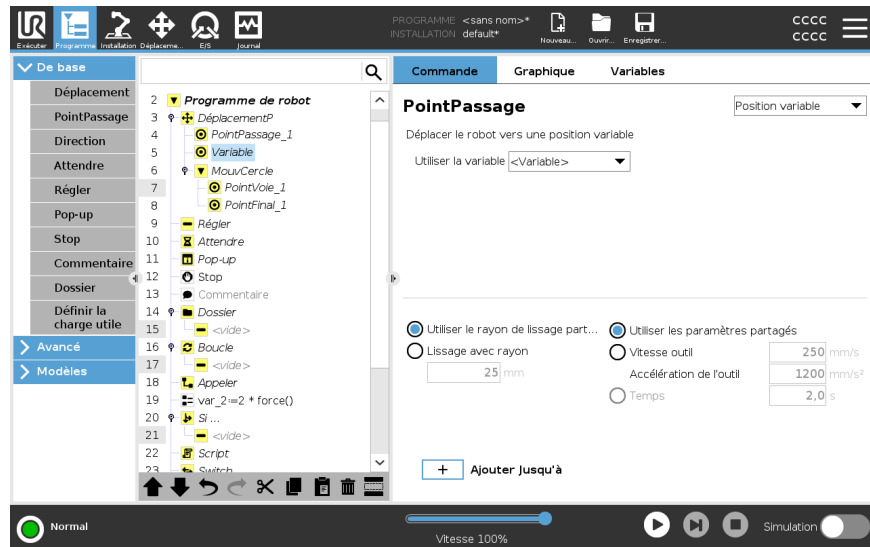 UR
Exécuter
Programme
Installation
Déplaceme...
E/S
Journal
PROGRAMME <sans nom>*
INSTALLATION default*
Nouveau...
Ouvrir...
Enregistrer...
CCCC
CCCC
De base
Déplacement
PointPassage
Direction
Attendre
Régler
Pop-up
Stop
Commentaire
Dossier
Définir la
charge utile
Avancé
Modèles
2 Programme de robot
3 DéplacementP
4 PointPassage_1
5 Variable
6 MouvCercle
7 PointVoie_1
8 PointFinal_1
9 Régler
10 Attendre
11 Pop-up
12 Stop
13 Commentaire
14 Dossier
15 <vide>
16 Boucle
17 <vide>
18 Appeler
19 var_2:=2 * force()
20 Si ...
21 <vide>
22 Script
23 Switch
Commande Graphique Variables
PointPassage
Position variable
Déplacer le robot vers une position variable
Utiliser la variable <Variable>
Utiliser le rayon de lissage part...
Lissage avec rayon
25 mm
Utiliser les paramètres partagés
Vitesse outil 250 mm/s
Accélération de l'outil 1200 mm/s²
Temps 2,0 s
+ Ajouter Jusqu'à
Normal
Vitesse 100%
Simulation